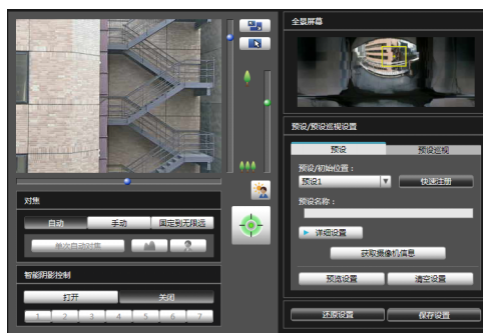 全景屏幕
预设/预设巡视设置
预设 预设巡视
预设/初始位置：
预设1 快速注册
预设名称：
详细设置
获取摄像机信息
预览设置 清空设置
还原设置 保存设置
对焦
自动 手动 固定到无限远
单次自动对焦
智能阴影控制
打开 关闭
1 2 3 4 5 6 7